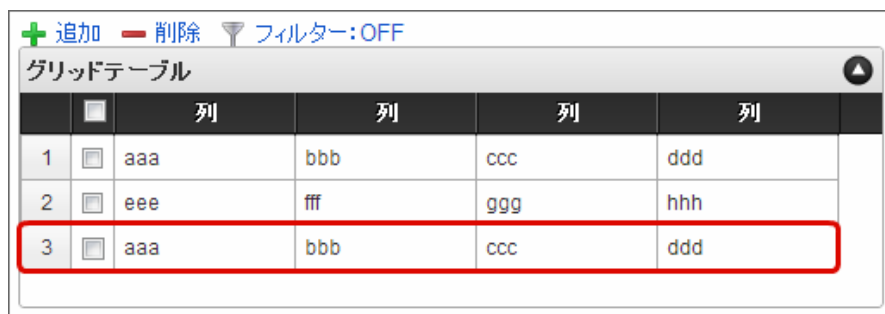 追加 削除 フィルター:OFF
グリッドテーブル
列 列 列 列
1 aaa bbb ccc ddd
2 eee fff ggg hhh
3 aaa bbb ccc ddd